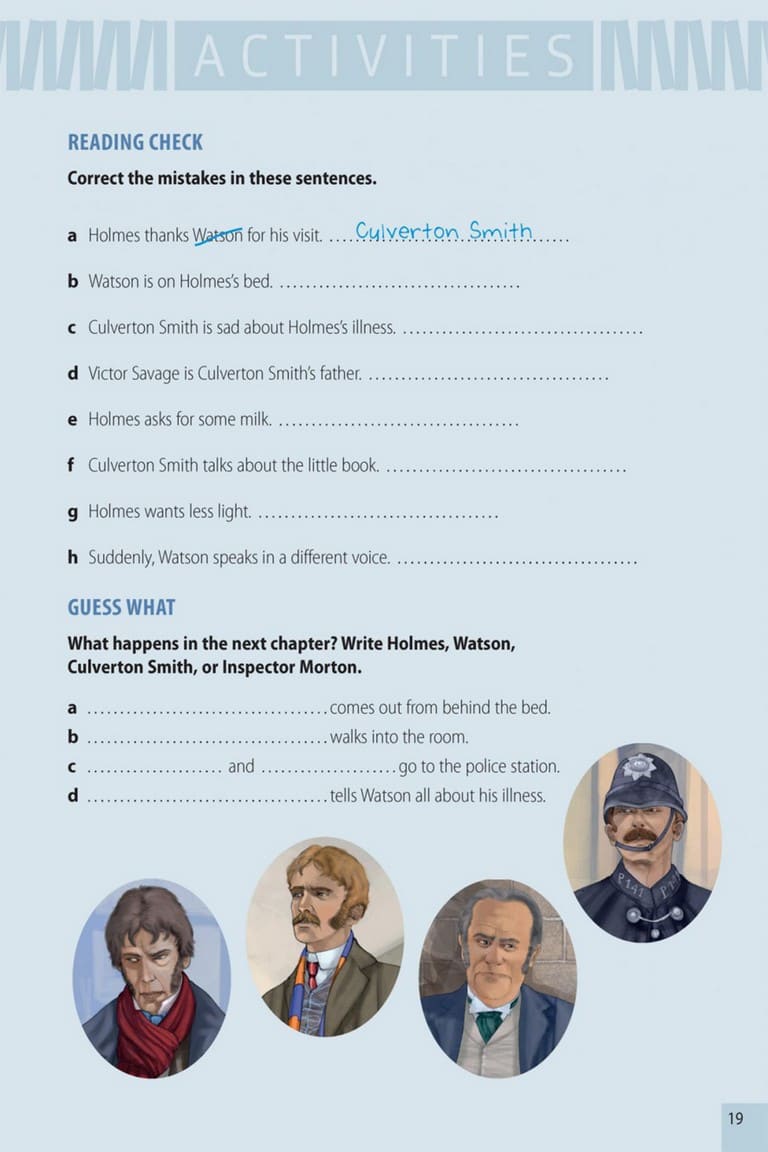 ACTIVITIES
READING CHECK
Correct the mistakes in these sentences.
a Holmes thanks Watson for his visit. .....Culverton Smith.....
b Watson is on Holmes's bed. .....................................
c Culverton Smith is sad about Holmes's illness. .....................................
d Victor Savage is Culverton Smith's father. .....................................
e Holmes asks for some milk. .....................................
f Culverton Smith talks about the little book. .....................................
g Holmes wants less light. .....................................
h Suddenly, Watson speaks in a different voice. .....................................
GUESS WHAT
What happens in the next chapter? Write Holmes, Watson,
Culverton Smith, or Inspector Morton.
a ..................................... comes out from behind the bed.
b ..................................... walks into the room.
c ..................... and ..................... go to the police station.
d ..................................... tells Watson all about his illness.
P141 P14
19